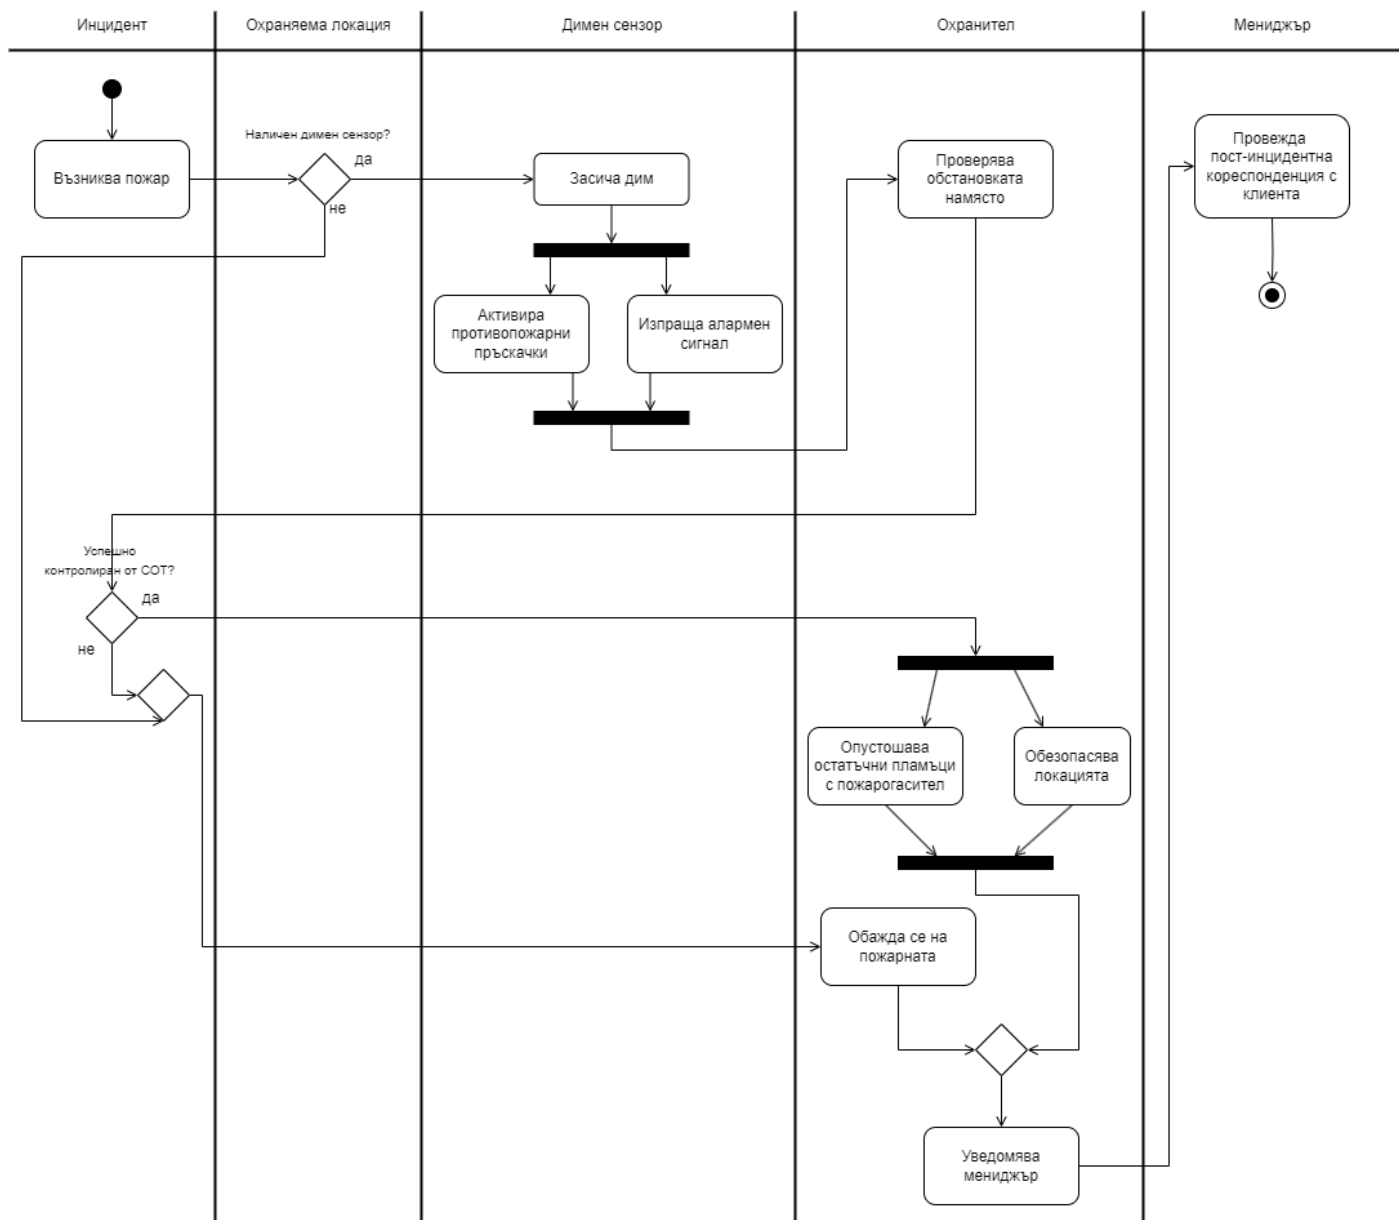 Инцидент
Охраняема локация
Димен сензор
Охранител
Мениджър
Възниква пожар
Наличен димен сензор?
да
не
Засича дим
Активира
противопожарни
пръскачки
Изпраща алармен
сигнал
Проверява
обстановката
намясто
Провежда
пост-инцидентна
кореспонденция с
клиента
Успешно
контролиран от СОТ?
да
не
Опустошава
остатъчни пламъци
с пожарогасител
Обезопасява
локацията
Обажда се на
пожарната
Уведомява
мениджър